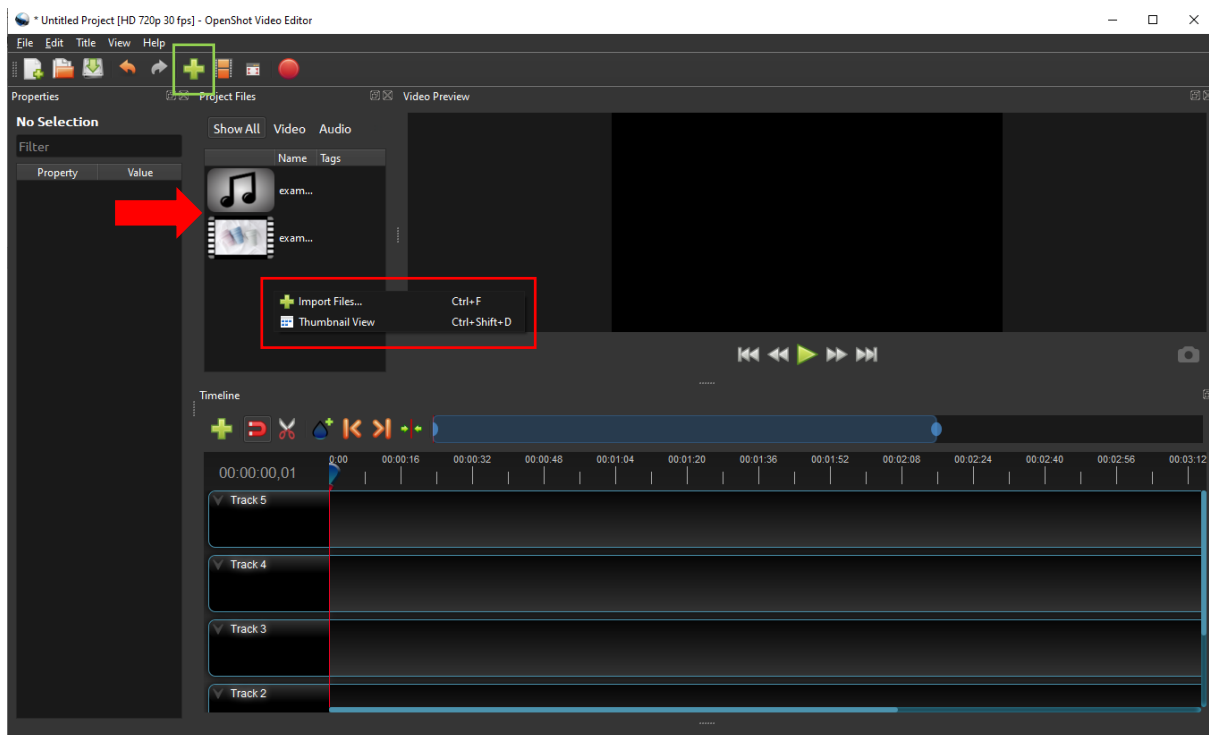 * Untitled Project [HD 720p 30 fps] - OpenShot Video Editor
File Edit Title View Help
Properties
Project Files
Video Preview
No Selection
Filter
Property Value
Show All Video Audio
Name Tags
exam...
exam...
Import Files... Ctrl+F
Thumbnail View Ctrl+Shift+D
Timeline
00:00:00,01
0:00 00:00:16 00:00:32 00:00:48 00:01:04 00:01:20 00:01:36 00:01:52 00:02:08 00:02:24 00:02:40 00:02:56 00:03:12
Track 5
Track 4
Track 3
Track 2